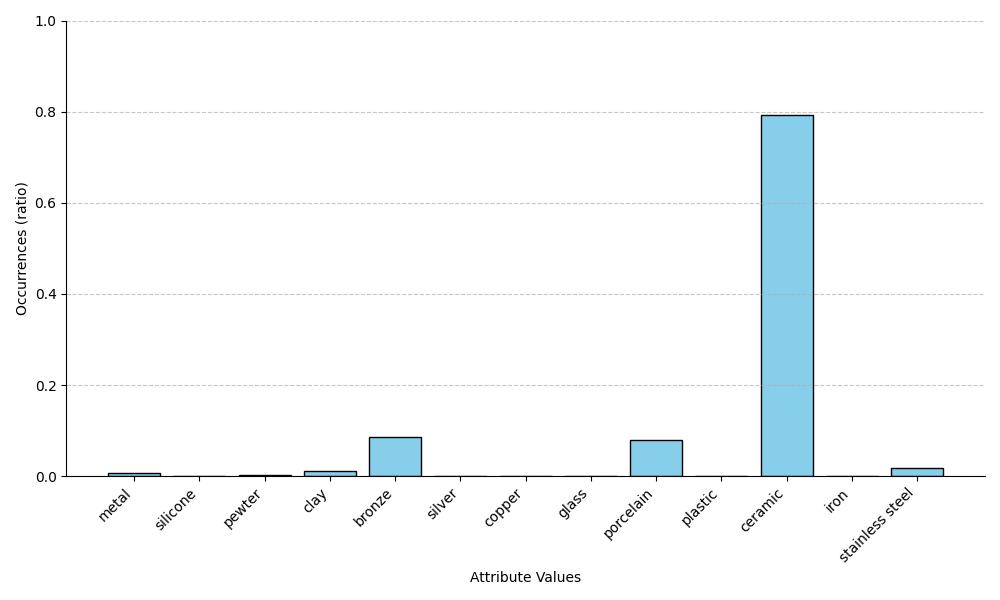 1.0
0.8
0.6
0.4
0.2
0.0
Occurrences (ratio)
metal
silicone
pewter
clay
bronze
silver
copper
glass
porcelain
plastic
ceramic
iron
stainless steel
Attribute Values